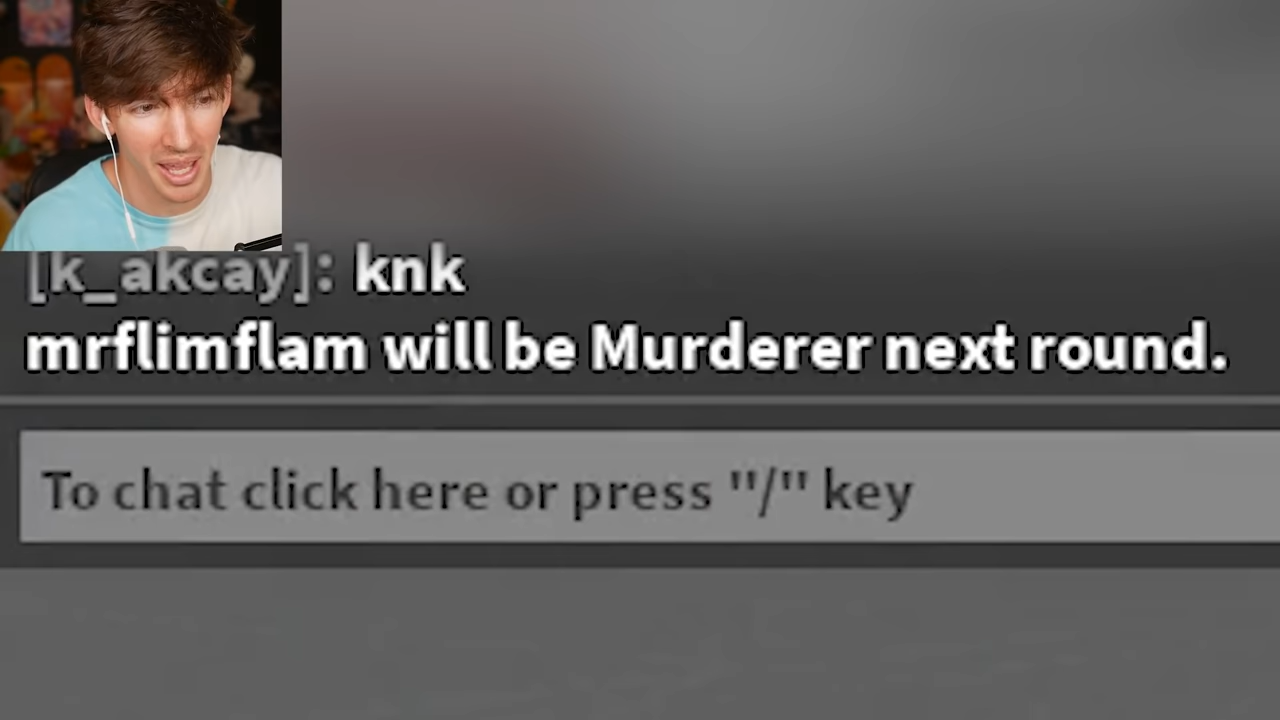 [k_akcay]: knk
mrflimflam will be Murderer next round.
To chat click here or press "/" key